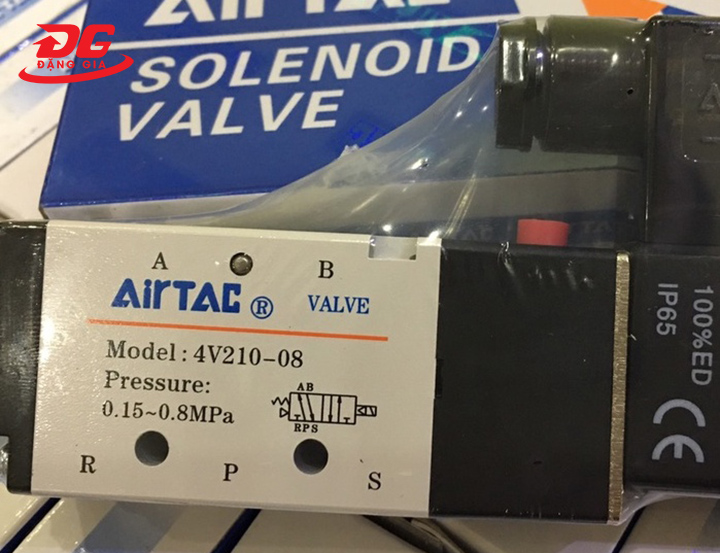 ĐG
ĐẶNG GIA
AirTAC
SOLENOID
VALVE
A
B
AirTAC ®
VALVE
Model: 4V210-08
Pressure:
0.15~0.8MPa
AB
RPS
R
P
S
100%ED
IP65
CE